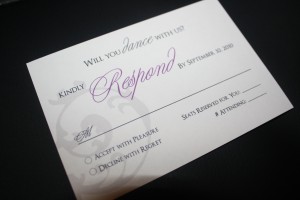 Will you dance with us?
Kindly Respond by September 10, 2010
M
Accept with Pleasure
Decline with Regret
Seats Reserved for You
# Attending